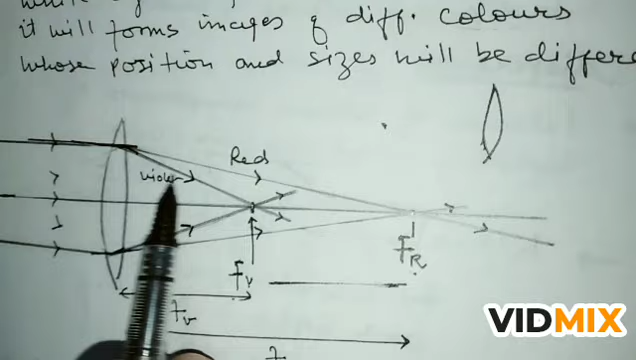 it will forms images of diff. colours
whose position and sizes will be differe
Red
violet
Fv
FR
fv
f
VIDMIX